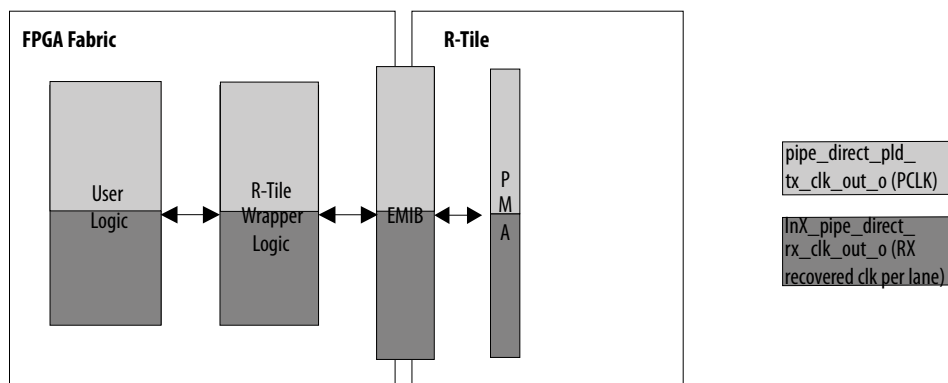 FPGA Fabric
R-Tile
User
Logic
R-Tile
Wrapper
Logic
EMIB
P
M
A
pipe_direct_pld_
tx_clk_out_o (PCLK)
lnX_pipe_direct_
rx_clk_out_o (RX
recovered clk per lane)